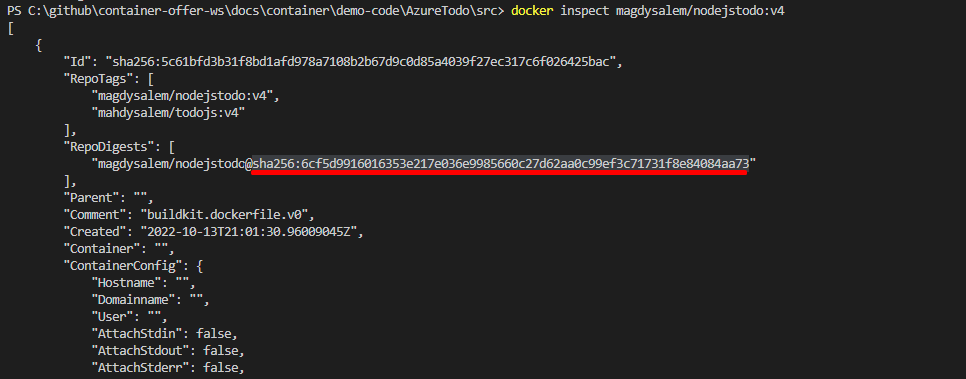 PS C:\github\container-offer-ws\docs\container\demo-code\AzureTodo\src> docker inspect magdysalem/nodejstodo:v4
[
    {
        "Id": "sha256:5c61bfd3b31f8bd1afd978a7108b2b67d9c0d85a4039f27ec317c6f026425bac",
        "RepoTags": [
            "magdysalem/nodejstodo:v4",
            "mahdysalem/todojs:v4"
        ],
        "RepoDigests": [
            "magdysalem/nodejstodo@sha256:6cf5d9916016353e217e036e9985660c27d62aa0c99ef3c71731f8e84084aa73"
        ],
        "Parent": "",
        "Comment": "buildkit.dockerfile.v0",
        "Created": "2022-10-13T21:01:30.96009045Z",
        "Container": "",
        "ContainerConfig": {
            "Hostname": "",
            "Domainname": "",
            "User": "",
            "AttachStdin": false,
            "AttachStdout": false,
            "AttachStderr": false,